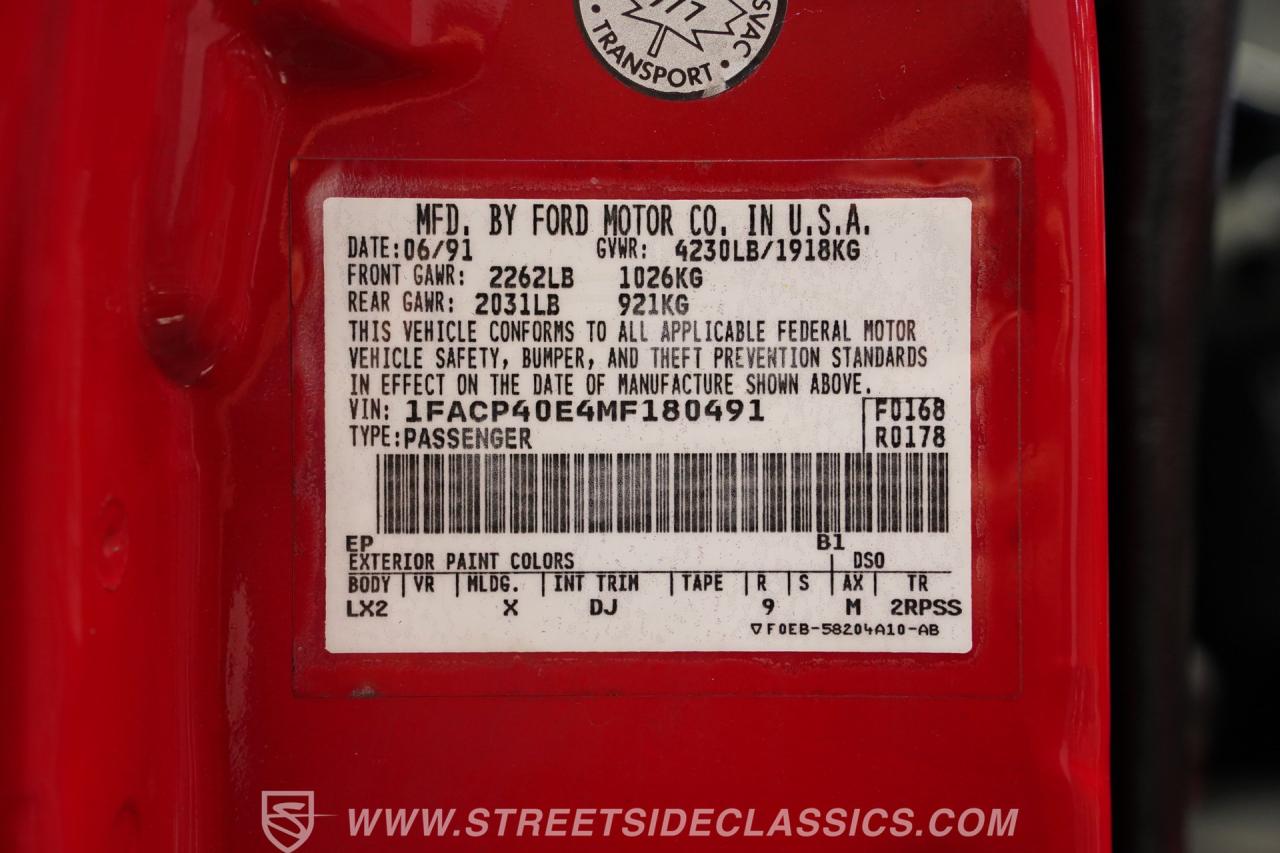 SVAC
· TRANSPORT ·
MFD. BY FORD MOTOR CO. IN U.S.A.
DATE:06/91 GVWR: 4230LB/1918KG
FRONT GAWR: 2262LB 1026KG
REAR GAWR: 2031LB 921KG
THIS VEHICLE CONFORMS TO ALL APPLICABLE FEDERAL MOTOR
VEHICLE SAFETY, BUMPER, AND THEFT PREVENTION STANDARDS
IN EFFECT ON THE DATE OF MANUFACTURE SHOWN ABOVE.
VIN: 1FACP40E4MF180491 F0168
TYPE:PASSENGER R0178
EP B1
EXTERIOR PAINT COLORS DSO
BODY VR MLDG. INT TRIM TAPE R S AX TR
LX2 X DJ 9 M 2RPSS
F0EB-58204A10-AB
WWW.STREETSIDECLASSICS.COM